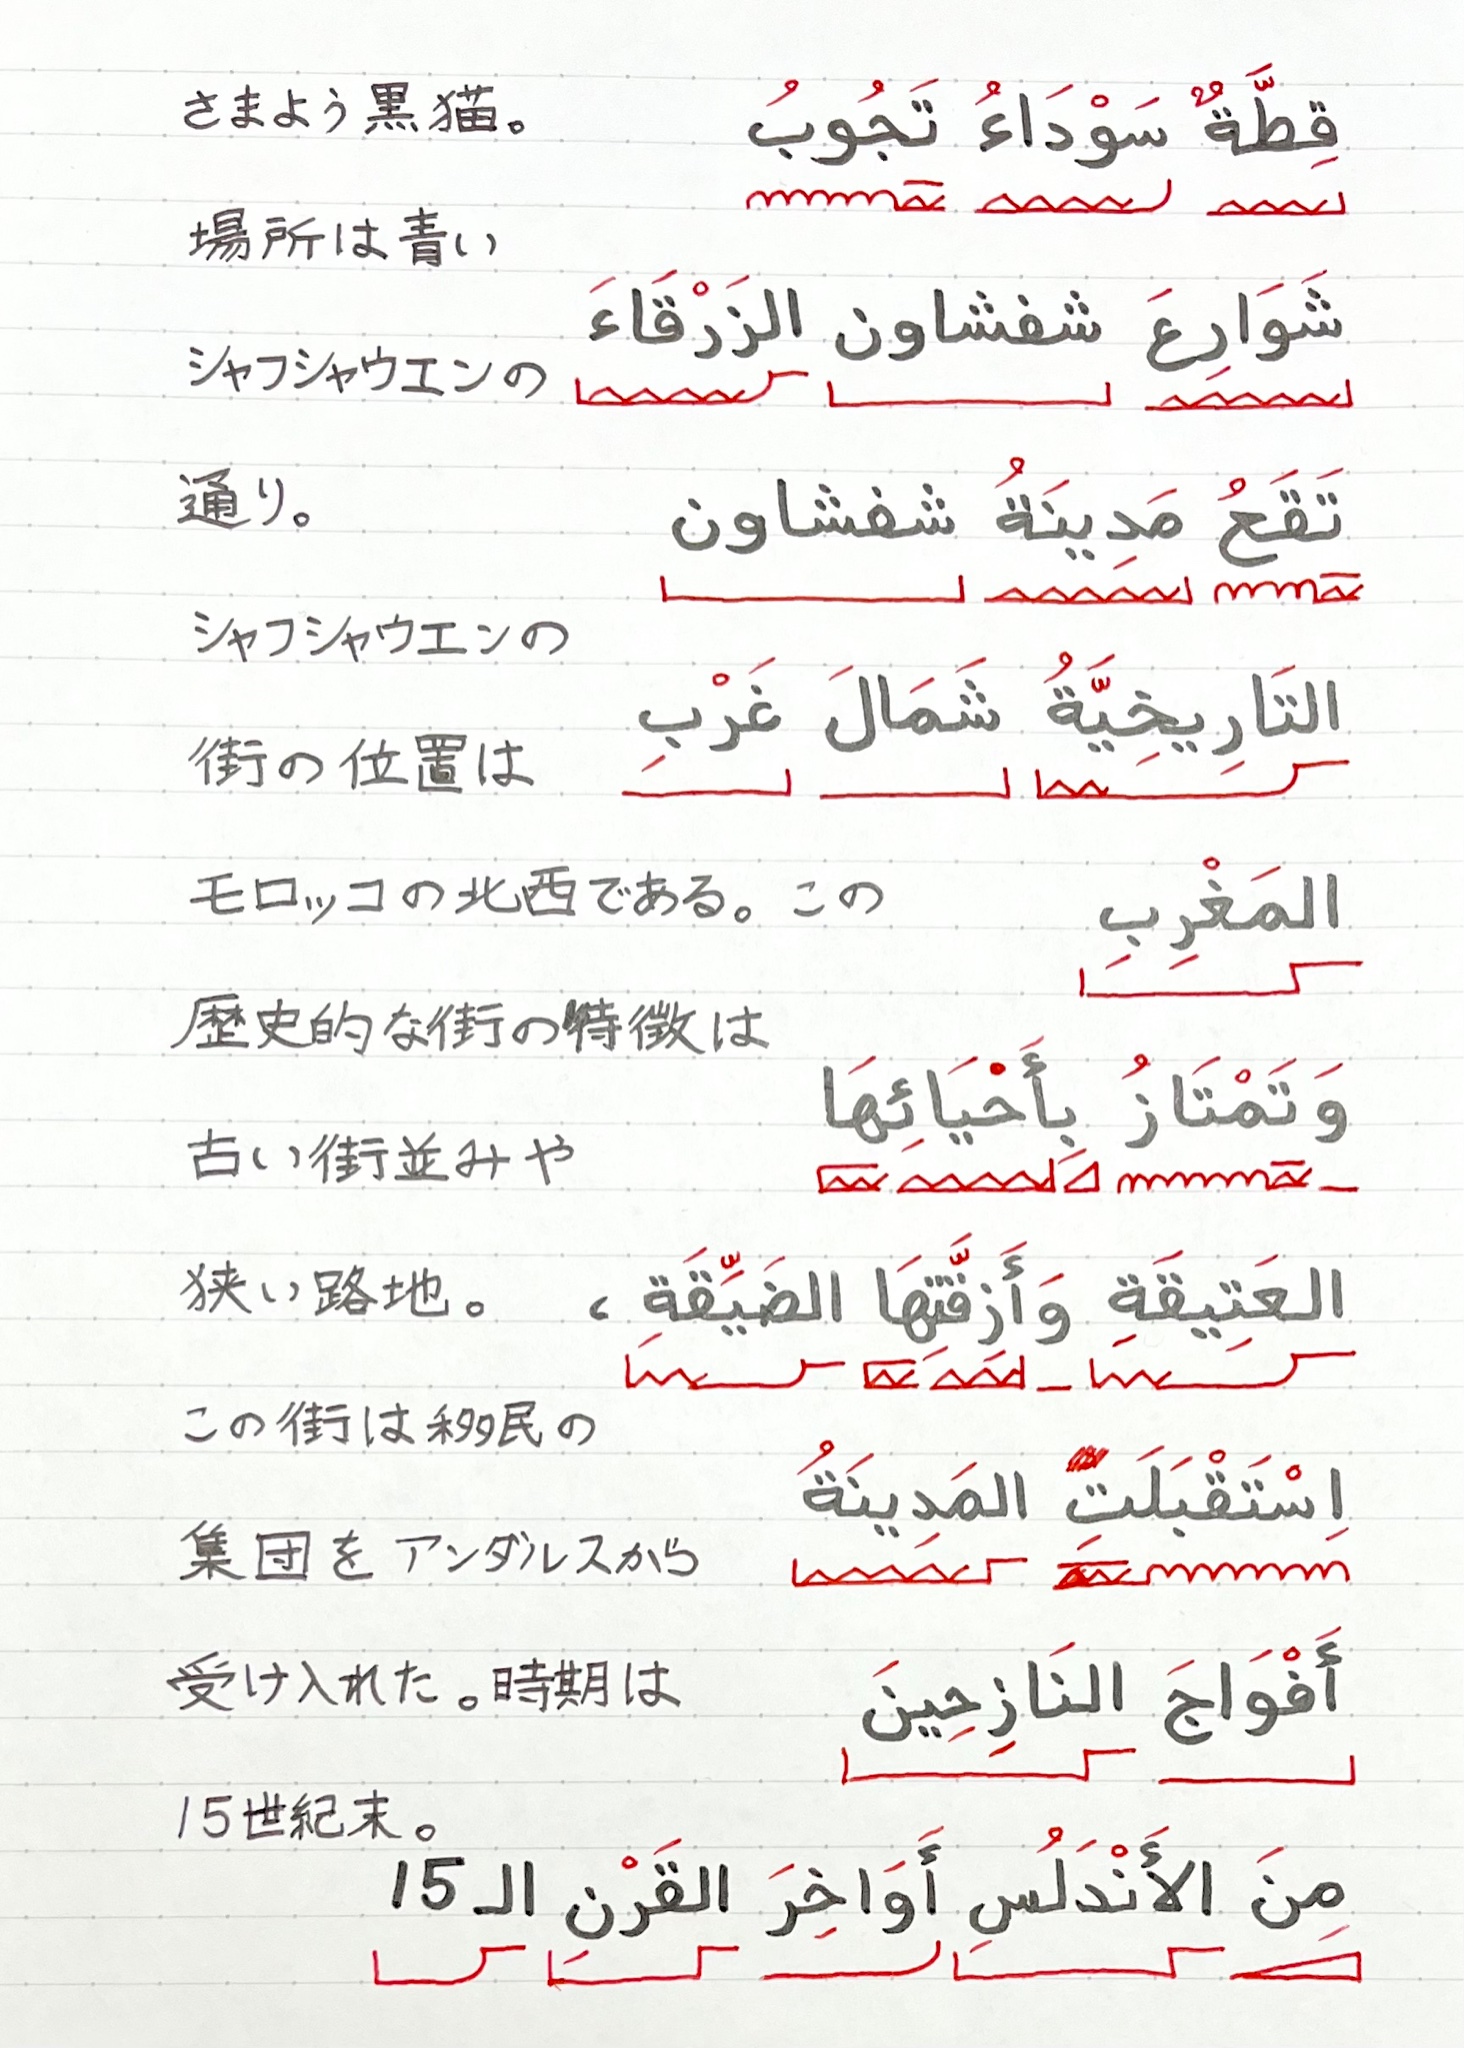 さまよう黒猫。
قِطَّةٌ سَوْدَاءُ تَجُوبُ
場所は青い
شَوَارِعَ شفشاون الزَرْقَاءَ
シャフシャウエンの
通り。
تَقَعُ مَدِينَةُ شفشاون
シャフシャウエンの
التَارِيخِيَّةُ شَمَالَ غَرْبِ
街の位置は
モロッコの北西である。この
المَغْرِبِ
歴史的な街の特徴は
وَتَمْتَازُ بِأَحْيَائِهَا
古い街並みや
狭い路地。
العَتِيقَةِ وَأَزِقَّتِهَا الضَيِّقَةِ ،
この街は移民の
اِسْتَقْبَلَتِ المَدِينَةُ
集団をアンダルスから
受け入れた。時期は
أَفْوَاجَ النَازِحِينَ
15世紀末。
مِنَ الأَنْدَلُسِ أَوَاخِرَ القَرْنِ الـ 15